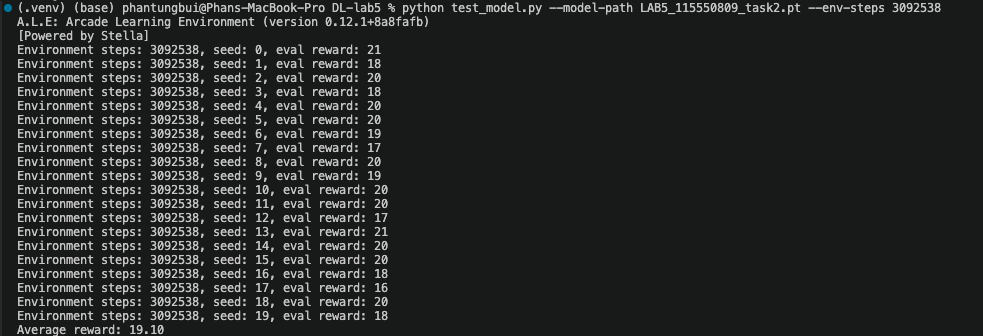 (.venv) (base) phantungbui@Phans-MacBook-Pro DL-lab5 % python test_model.py --model-path LAB5_115550809_task2.pt --env-steps 3092538
A.L.E: Arcade Learning Environment (version 0.12.1+8a8fafb)
[Powered by Stella]
Environment steps: 3092538, seed: 0, eval reward: 21
Environment steps: 3092538, seed: 1, eval reward: 18
Environment steps: 3092538, seed: 2, eval reward: 20
Environment steps: 3092538, seed: 3, eval reward: 18
Environment steps: 3092538, seed: 4, eval reward: 20
Environment steps: 3092538, seed: 5, eval reward: 20
Environment steps: 3092538, seed: 6, eval reward: 19
Environment steps: 3092538, seed: 7, eval reward: 17
Environment steps: 3092538, seed: 8, eval reward: 20
Environment steps: 3092538, seed: 9, eval reward: 19
Environment steps: 3092538, seed: 10, eval reward: 20
Environment steps: 3092538, seed: 11, eval reward: 20
Environment steps: 3092538, seed: 12, eval reward: 17
Environment steps: 3092538, seed: 13, eval reward: 21
Environment steps: 3092538, seed: 14, eval reward: 20
Environment steps: 3092538, seed: 15, eval reward: 20
Environment steps: 3092538, seed: 16, eval reward: 18
Environment steps: 3092538, seed: 17, eval reward: 16
Environment steps: 3092538, seed: 18, eval reward: 20
Environment steps: 3092538, seed: 19, eval reward: 18
Average reward: 19.10